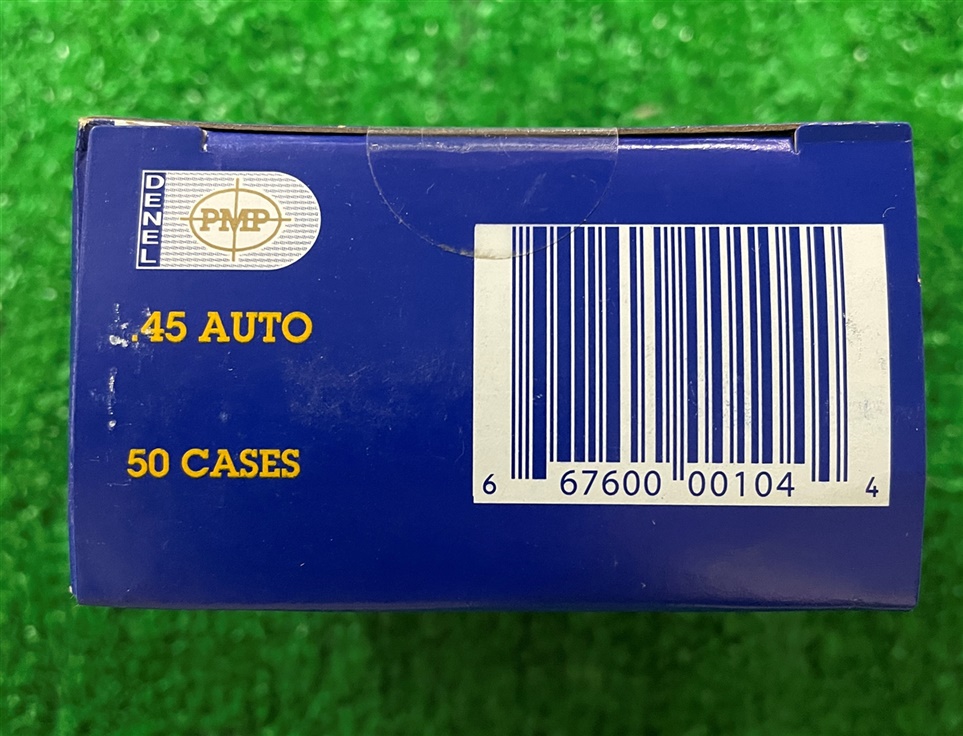 DENEL
PMP
.45 AUTO
50 CASES
6 67600 00104 4